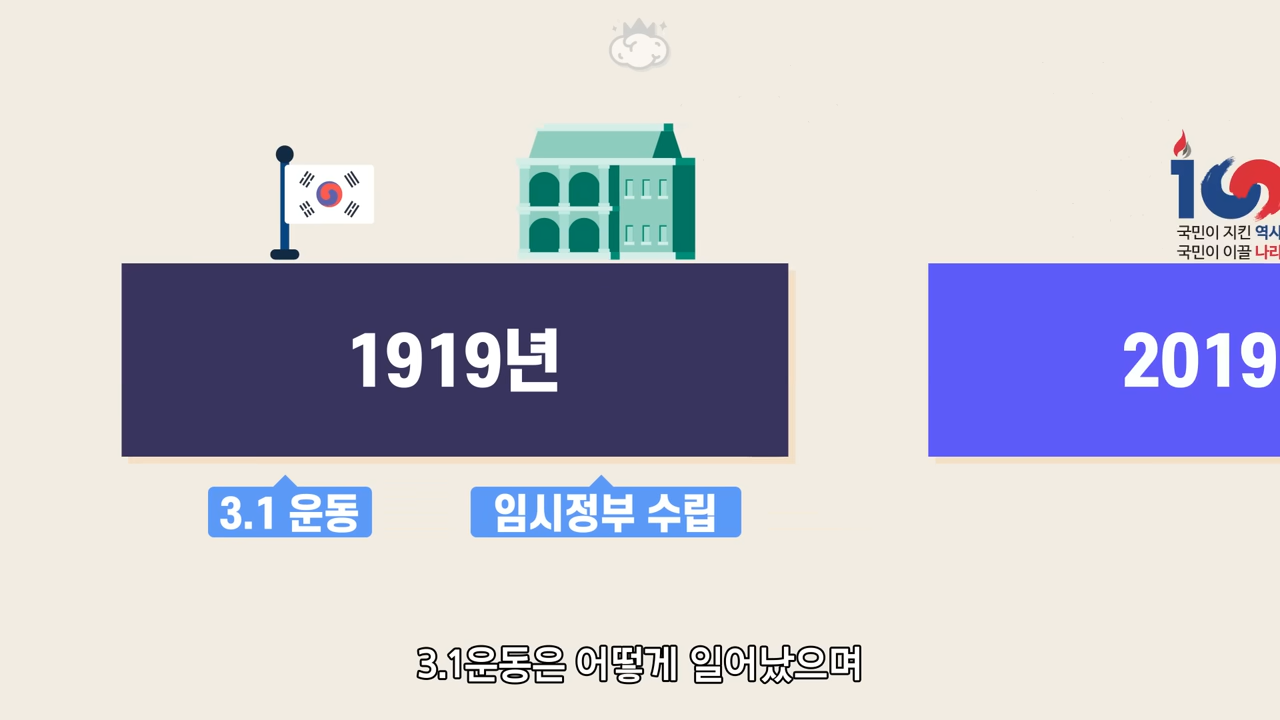 국민이 지킨 역사
국민이 이끌 나라
1919년
2019
3.1 운동
임시정부 수립
3.1운동은 어떻게 일어났으며